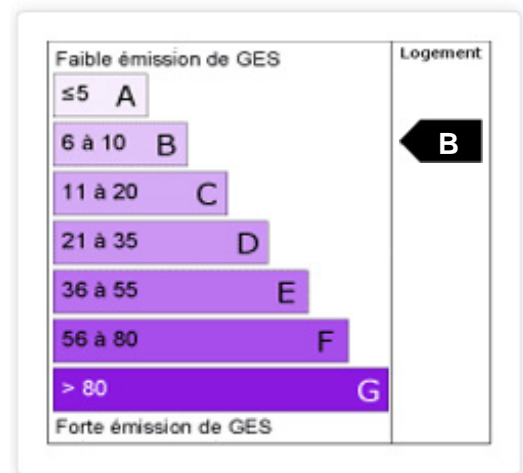 Faible émission de GES
Logement
≤5 A
6 à 10 B
B
11 à 20 C
21 à 35 D
36 à 55 E
56 à 80 F
> 80 G
Forte émission de GES